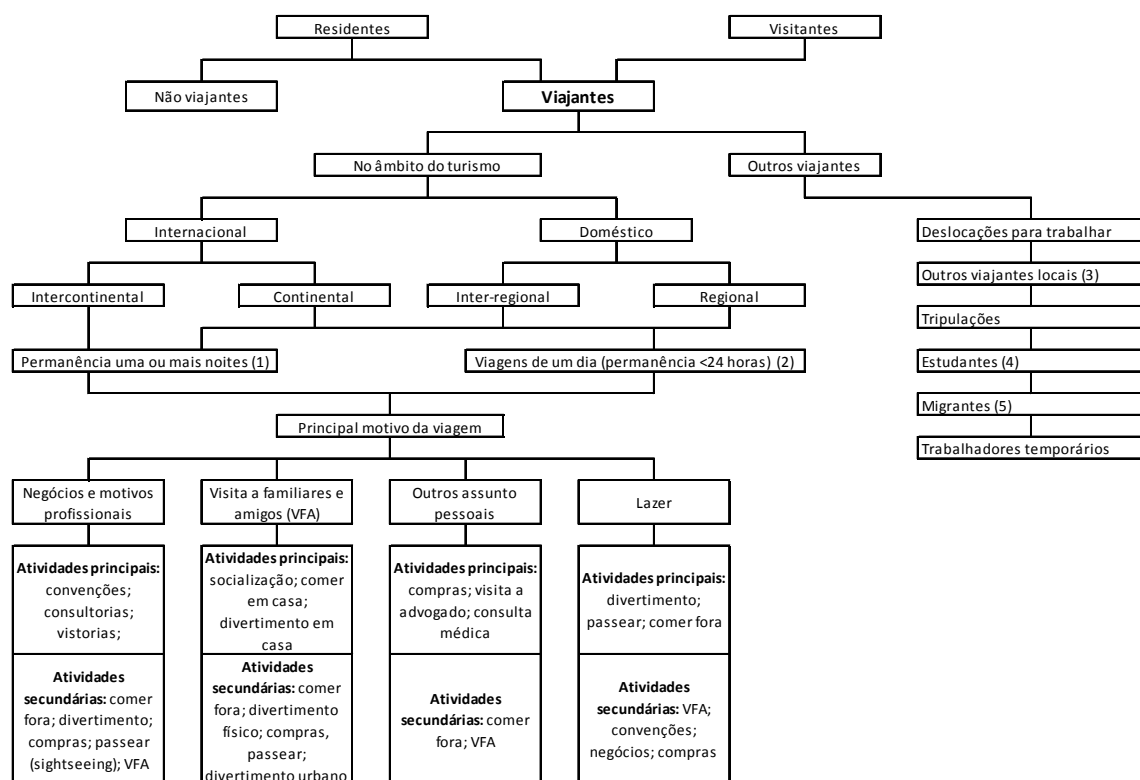 Residentes
Visitantes
Não viajantes
Viajantes
No âmbito do turismo
Outros viajantes
Internacional
Doméstico
Deslocações para trabalhar
Outros viajantes locais (3)
Intercontinental
Continental
Inter-regional
Regional
Tripulações
Permanência uma ou mais noites (1)
Viagens de um dia (permanência <24 horas) (2)
Estudantes (4)
Migrantes (5)
Principal motivo da viagem
Trabalhadores temporários
Negócios e motivos
profissionais
Visita a familiares e
amigos (VFA)
Outros assunto
pessoais
Lazer
Atividades principais:
convenções;
consultorias;
vistorias;
Atividades principais:
socialização; comer
em casa;
divertimento em
casa
Atividades principais:
compras; visita a
advogado; consulta
médica
Atividades principais:
divertimento;
passear; comer fora
Atividades
secundárias: comer
fora; divertimento;
compras; passear
(sightseeing); VFA
Atividades
secundárias: comer
fora; divertimento
físico; compras,
passear;
divertimento urbano
Atividades
secundárias: comer
fora; VFA
Atividades
secundárias: VFA;
convenções;
negócios; compras